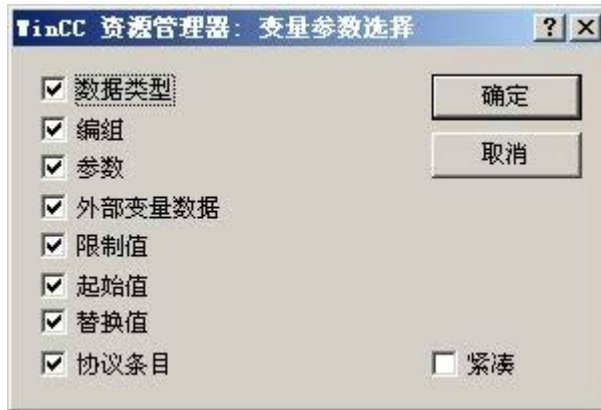 WinCC 资源管理器: 变量参数选择
数据类型
确定
编组
取消
参数
外部变量数据
限制值
起始值
替换值
协议条目
紧凑